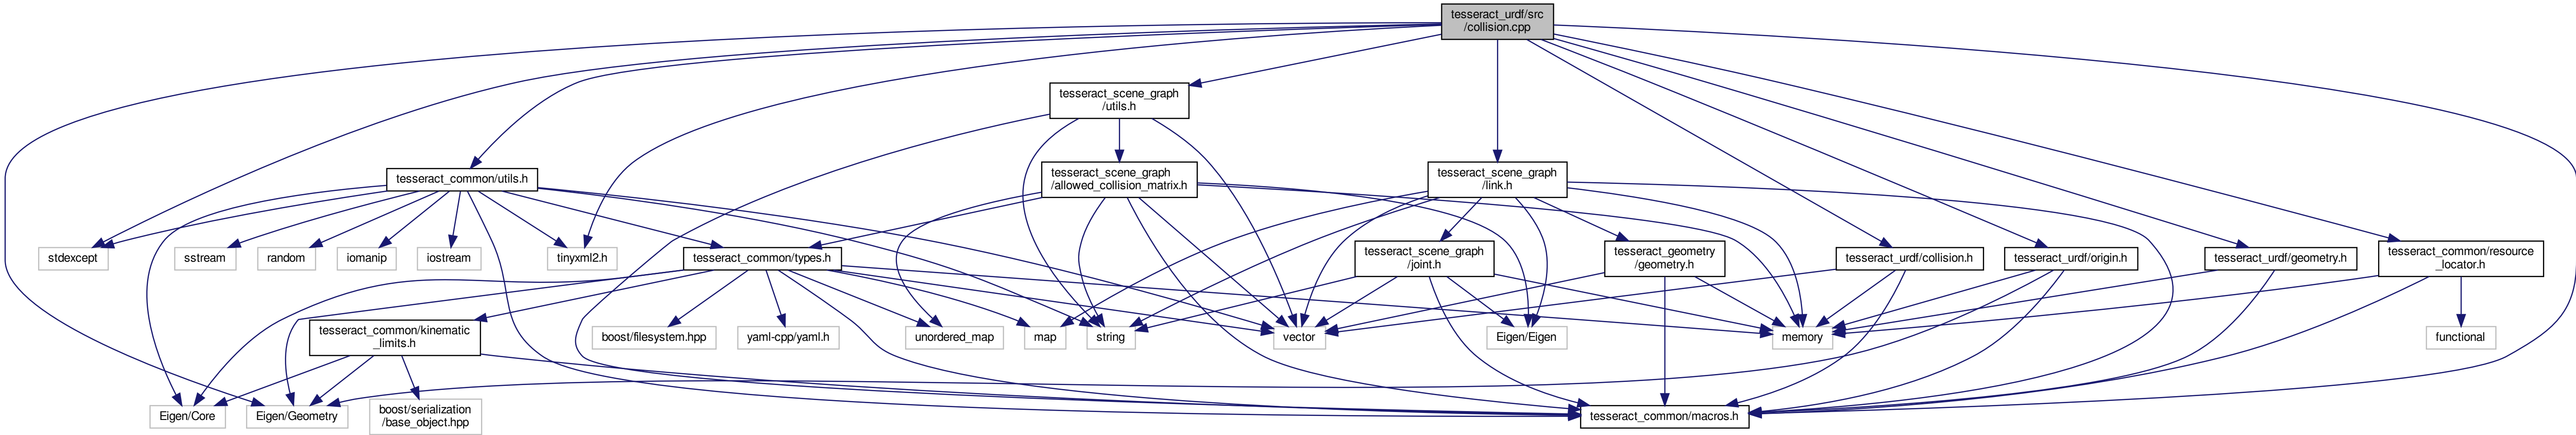 tesseract_urdf/src
/collision.cpp
tesseract_scene_graph
/utils.h
tesseract_common/utils.h
tesseract_scene_graph
/allowed_collision_matrix.h
tesseract_scene_graph
/link.h
stdexcept
sstream
random
iomanip
iostream
tinyxml2.h
tesseract_common/types.h
tesseract_scene_graph
/joint.h
tesseract_geometry
/geometry.h
tesseract_urdf/collision.h
tesseract_urdf/origin.h
tesseract_urdf/geometry.h
tesseract_common/resource
_locator.h
tesseract_common/kinematic
_limits.h
boost/filesystem.hpp
yaml-cpp/yaml.h
unordered_map
map
string
vector
Eigen/Eigen
memory
functional
Eigen/Core
Eigen/Geometry
boost/serialization
/base_object.hpp
tesseract_common/macros.h